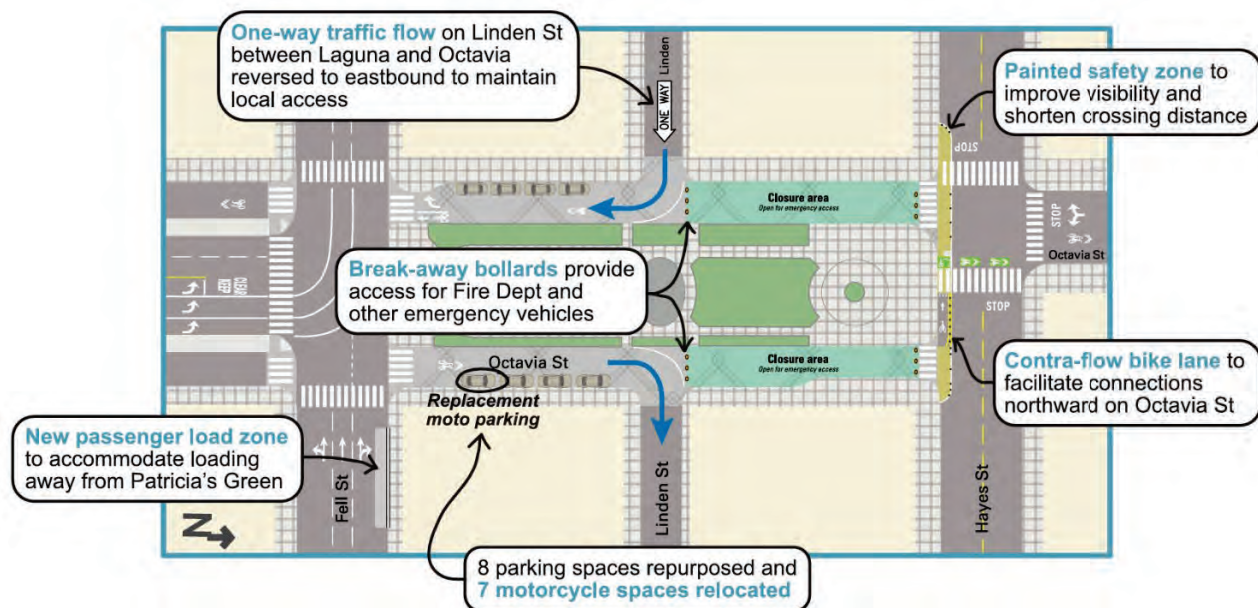 One-way traffic flow on Linden St
between Laguna and Octavia
reversed to eastbound to maintain
local access
Linden
ONE WAY
Painted safety zone to
improve visibility and
shorten crossing distance
STOP
Closure area
Open for emergency access
STOP
Octavia St
KEEP
CLEAR
Break-away bollards provide
access for Fire Dept and
other emergency vehicles
STOP
Octavia St
Closure area
Open for emergency access
Contra-flow bike lane to
facilitate connections
northward on Octavia St
Replacement
moto parking
New passenger load zone
to accommodate loading
away from Patricia's Green
Fell St
Linden St
Hayes St
N
8 parking spaces repurposed and
7 motorcycle spaces relocated